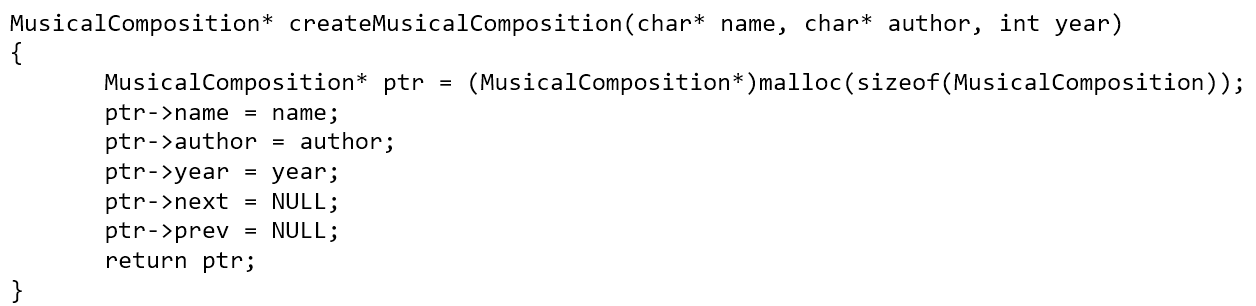 MusicalComposition* createMusicalComposition(char* name, char* author, int year)
{
	MusicalComposition* ptr = (MusicalComposition*)malloc(sizeof(MusicalComposition));
	ptr->name = name;
	ptr->author = author;
	ptr->year = year;
	ptr->next = NULL;
	ptr->prev = NULL;
	return ptr;
}